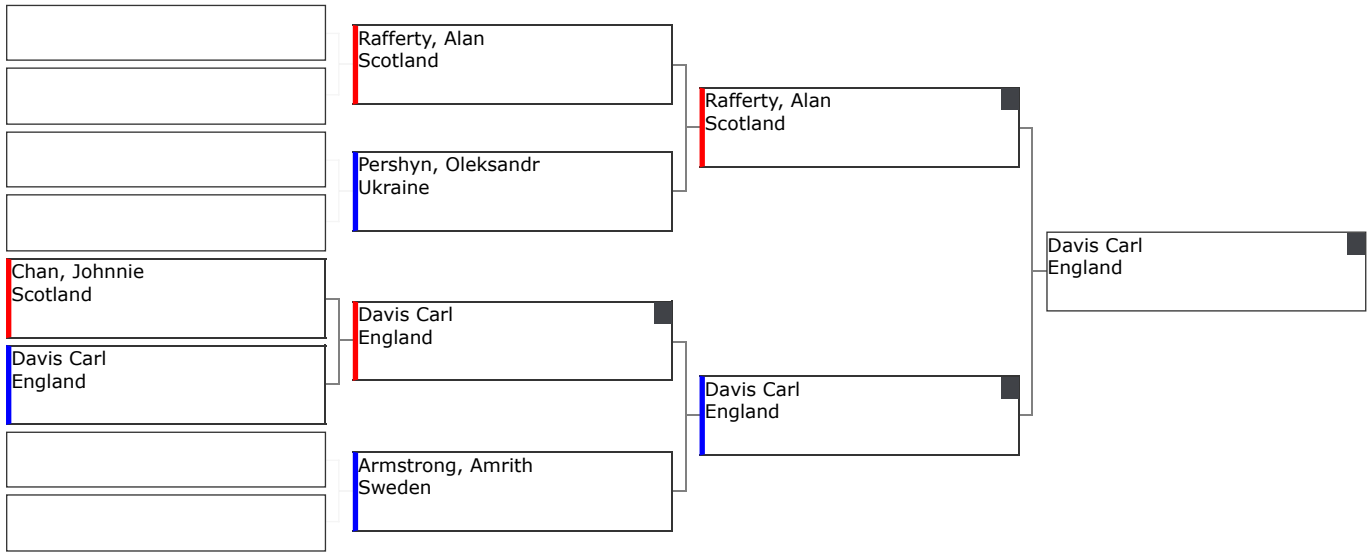 Rafferty, Alan
Scotland
Pershyn, Oleksandr
Ukraine
Chan, Johnnie
Scotland
Davis Carl
England
Davis Carl
England
Armstrong, Amrith
Sweden
Rafferty, Alan
Scotland
Davis Carl
England
Davis Carl
England